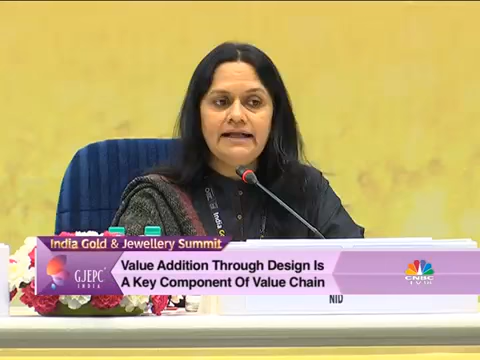 India Gold & Jewellery Summit
GJEPC
INDIA
Value Addition Through Design Is
A Key Component Of Value Chain
CNBC
TV18
NID